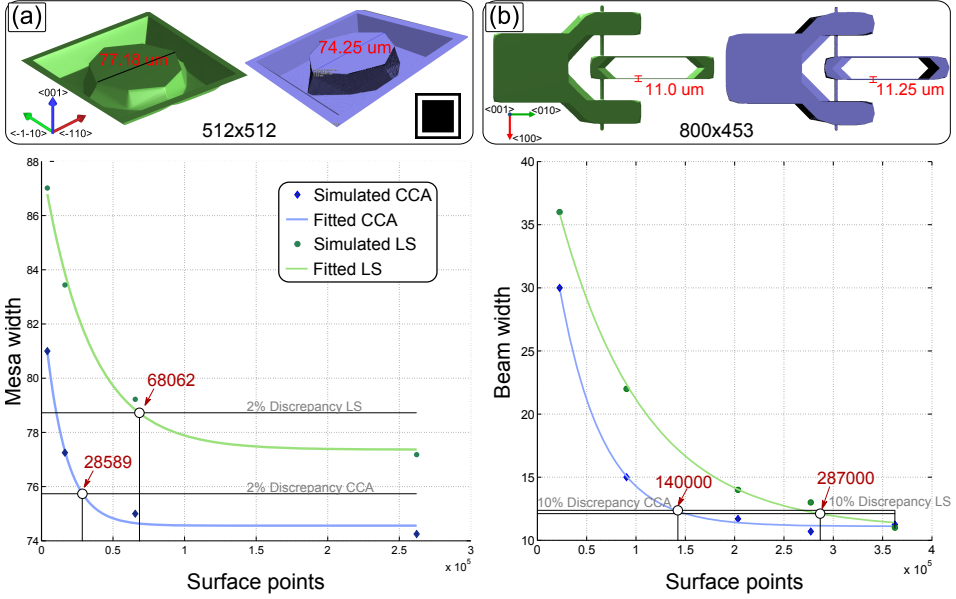 (a)
77.18 um
74.25 um
<001>
<-1-10>
<-110>
512x512
(b)
11.0 um
11.25 um
<001>
<010>
<100>
800x453
88
86
84
82
80
78
76
74
Mesa width
Simulated CCA
Fitted CCA
Simulated LS
Fitted LS
68062
2% Discrepancy LS
28589
2% Discrepancy CCA
0
0.5
1
1.5
2
2.5
3
x 10⁵
Surface points
40
35
30
25
20
15
10
Beam width
140000
287000
10% Discrepancy CCA
10% Discrepancy LS
0
0.5
1
1.5
2
2.5
3
3.5
4
x 10⁵
Surface points